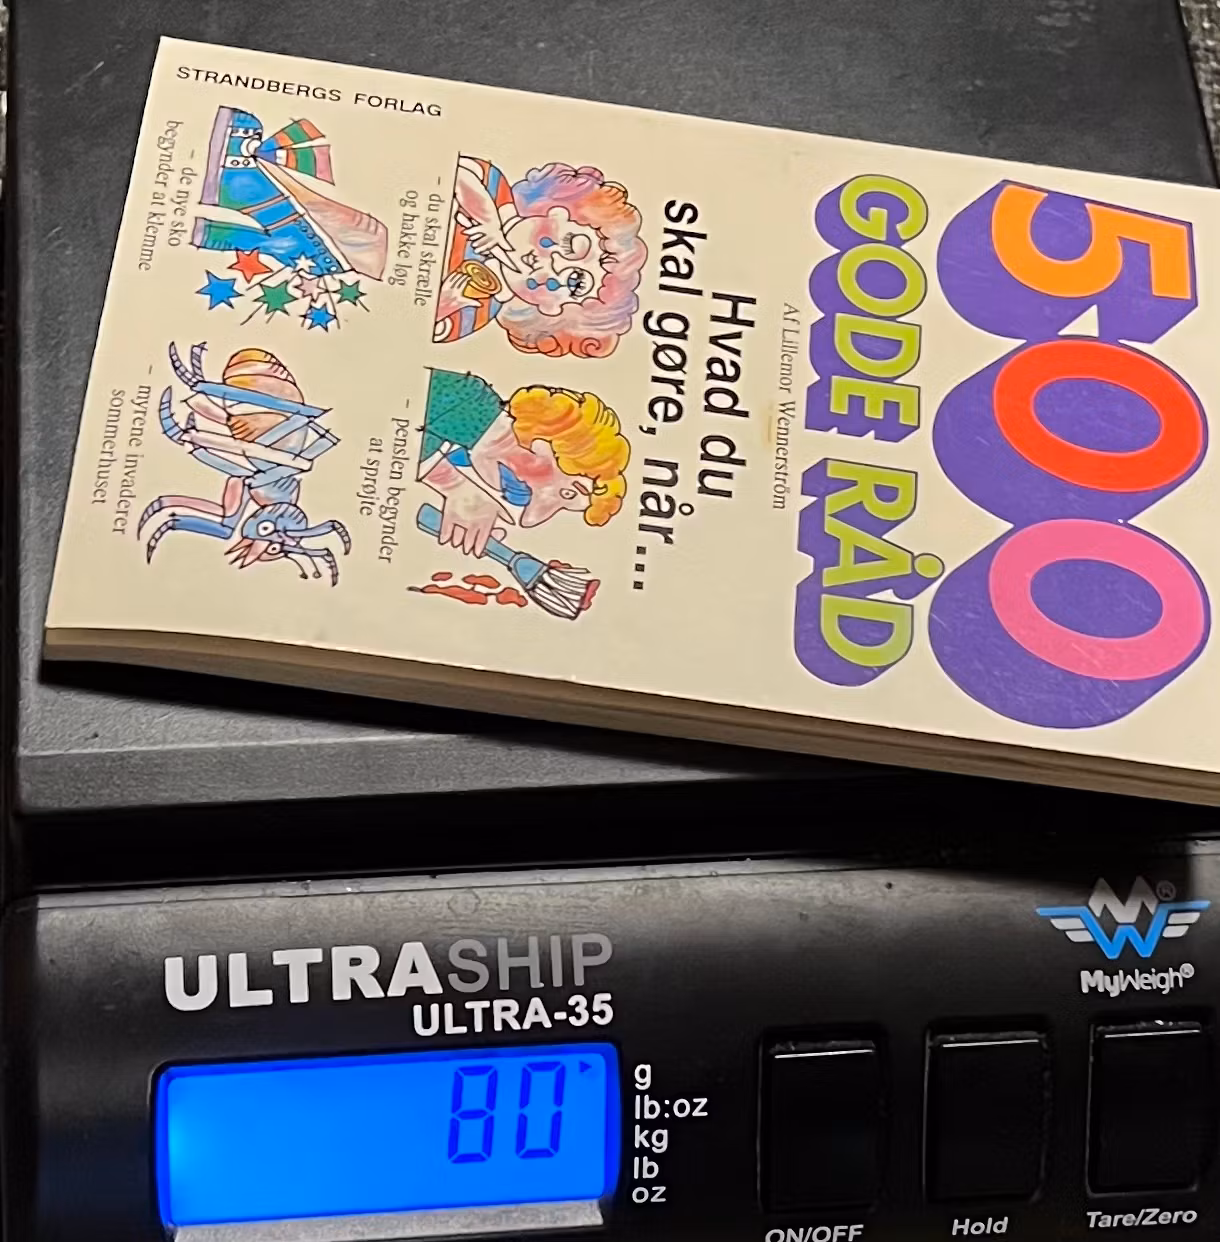 500
GODE RÅD
Af Lillemor Wennerström
Hvad du
skal gøre, når...
- du skal skrælle
og hakke løg
- penslen begynder
at sprøjte
- de nye sko
begynder at klemme
- myrene invaderer
sommerhuset
STRANDBERGS FORLAG
ULTRASHIP
ULTRA-35
MyWeigh®
80
g
lb:oz
kg
lb
oz
ON/OFF
Hold
Tare/Zero